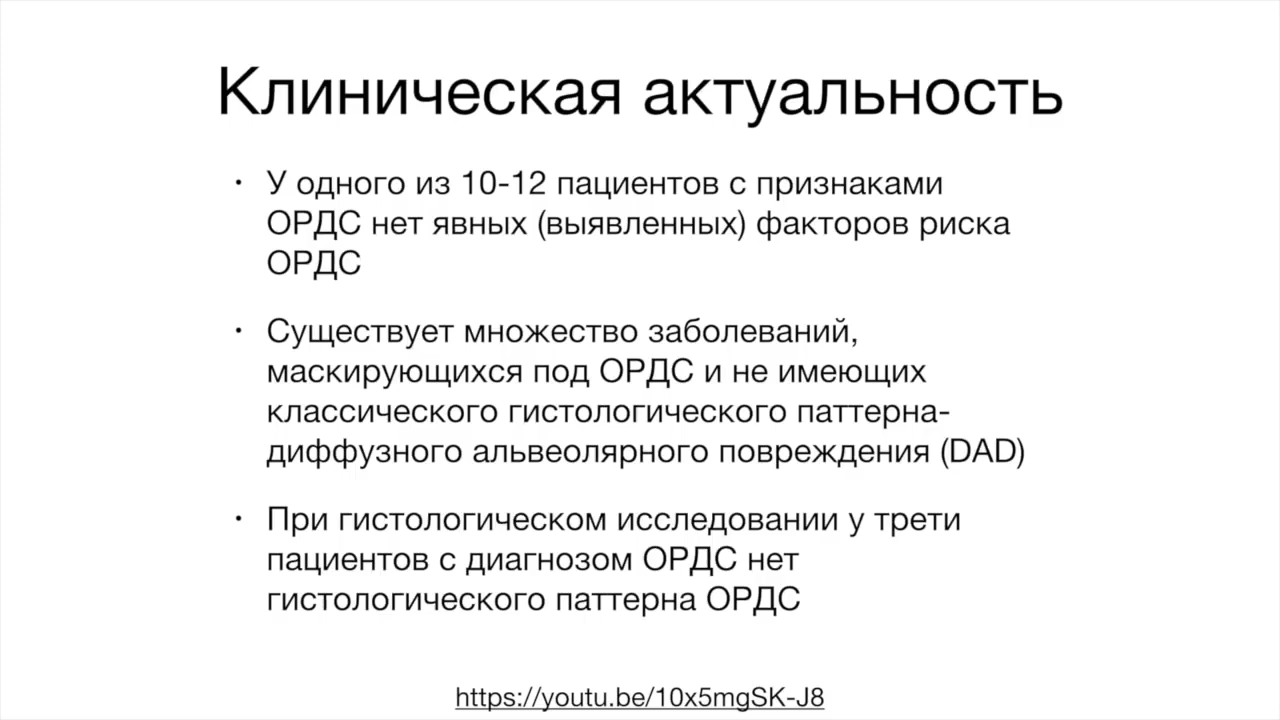 Клиническая актуальность
• У одного из 10-12 пациентов с признаками
ОРДС нет явных (выявленных) факторов риска
ОРДС
• Существует множество заболеваний,
маскирующихся под ОРДС и не имеющих
классического гистологического паттерна-
диффузного альвеолярного повреждения (DAD)
• При гистологическом исследовании у трети
пациентов с диагнозом ОРДС нет
гистологического паттерна ОРДС
https://youtu.be/10x5mgSK-J8